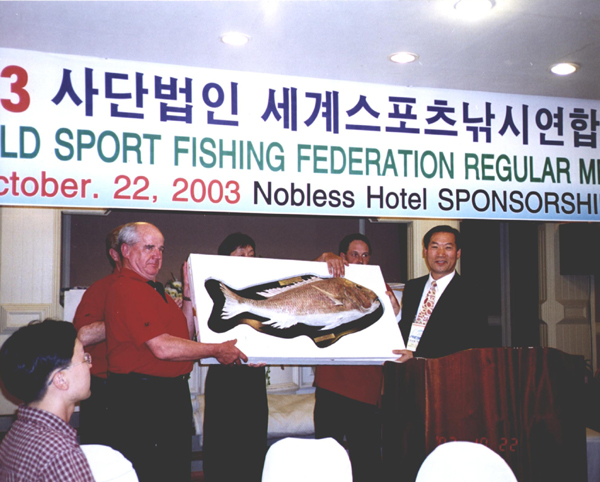 3 사단법인 세계스포츠낚시연합
LD SPORT FISHING FEDERATION REGULAR ME
ctober. 22, 2003 Nobless Hotel SPONSORSHI